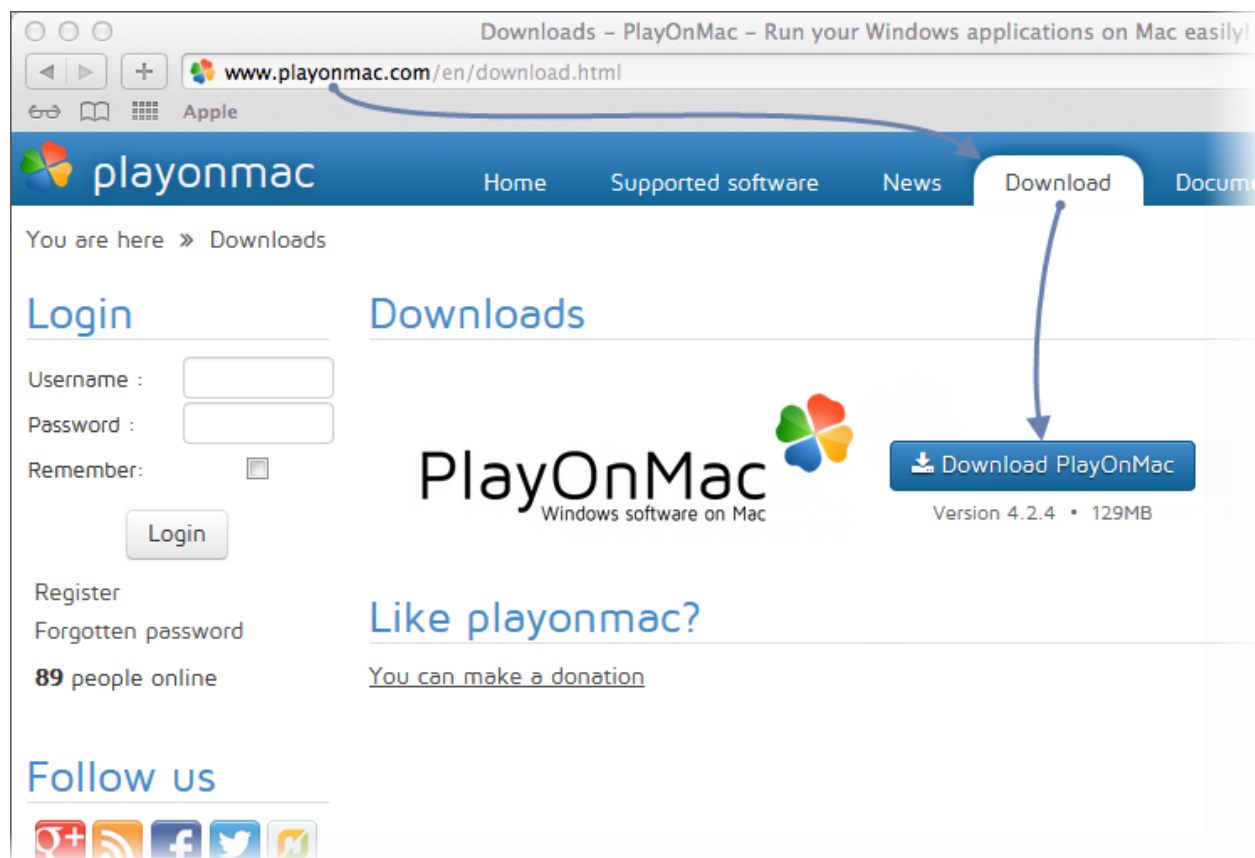 Downloads – PlayOnMac – Run your Windows applications on Mac easily!
www.playonmac.com/en/download.html
Apple
playonmac
Home Supported software News Download Docum
You are here » Downloads
Login
Username :
Password :
Remember:
Login
Register
Forgotten password
89 people online
Follow us
Downloads
PlayOnMac
Windows software on Mac
Download PlayOnMac
Version 4.2.4 • 129MB
Like playonmac?
You can make a donation